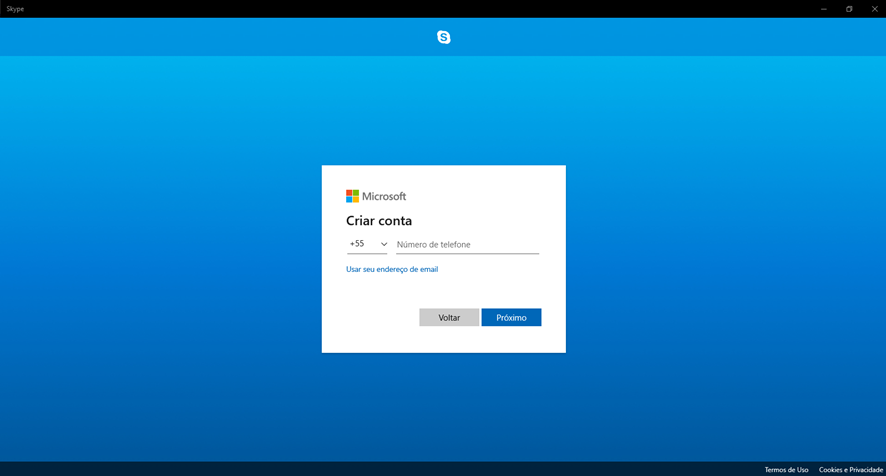 Skype
Microsoft
Criar conta
+55 Número de telefone
Usar seu endereço de email
Voltar Próximo
Termos de Uso Cookies e Privacidade